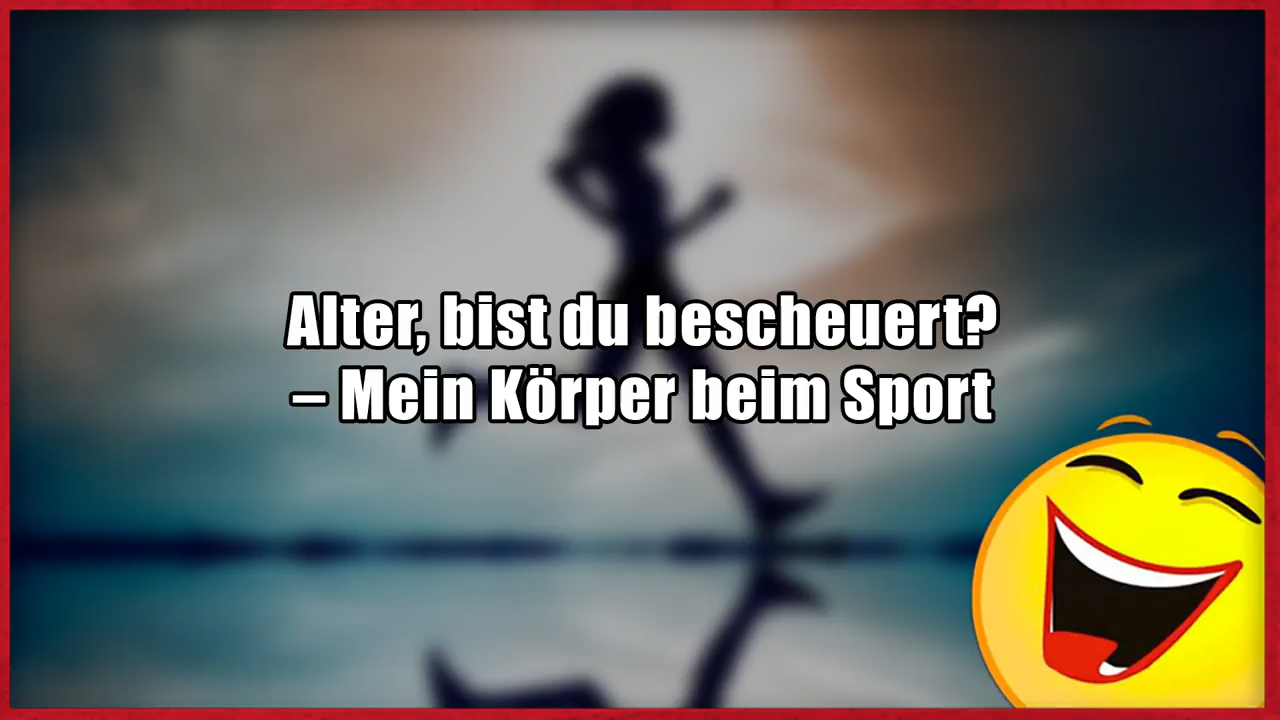 Alter, bist du bescheuert?
– Mein Körper beim Sport